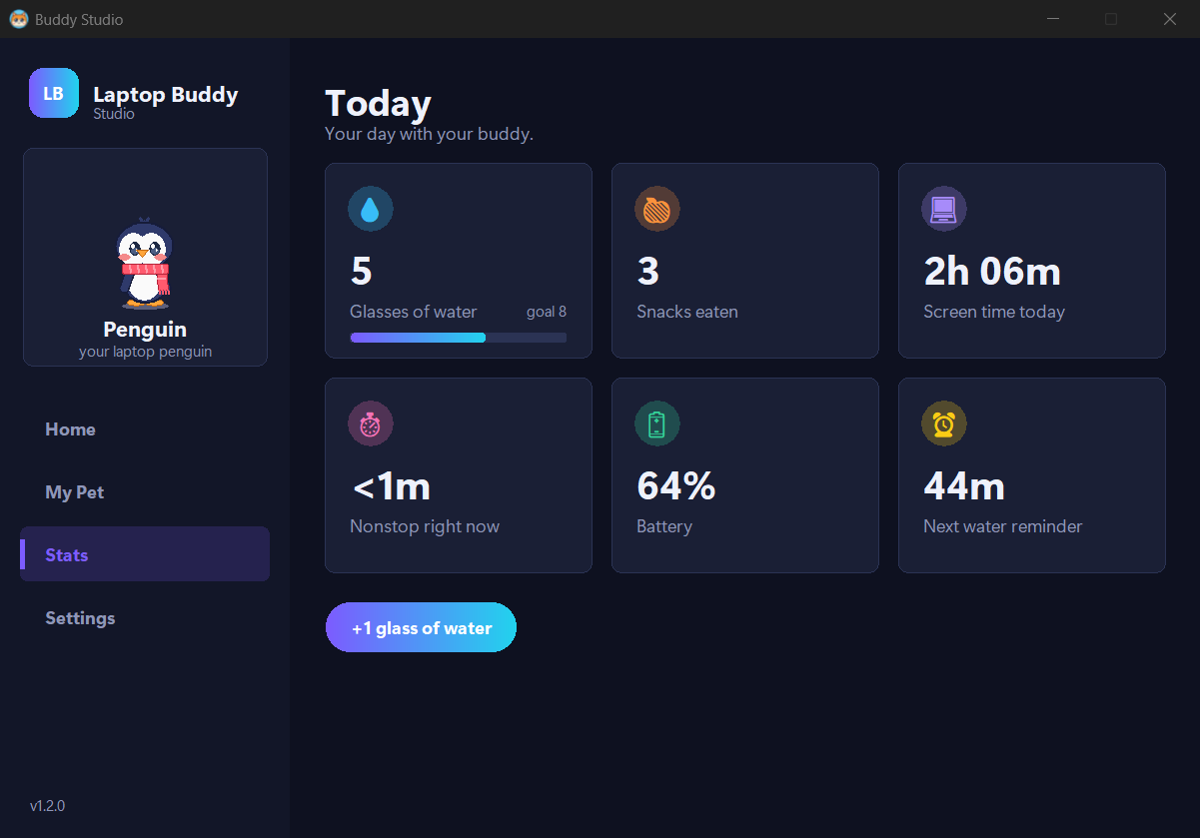 Buddy Studio
LB
Laptop Buddy
Studio
Penguin
your laptop penguin
Home
My Pet
Stats
Settings
v1.2.0
Today
Your day with your buddy.
5
Glasses of water goal 8
3
Snacks eaten
2h 06m
Screen time today
<1m
Nonstop right now
64%
Battery
44m
Next water reminder
+1 glass of water